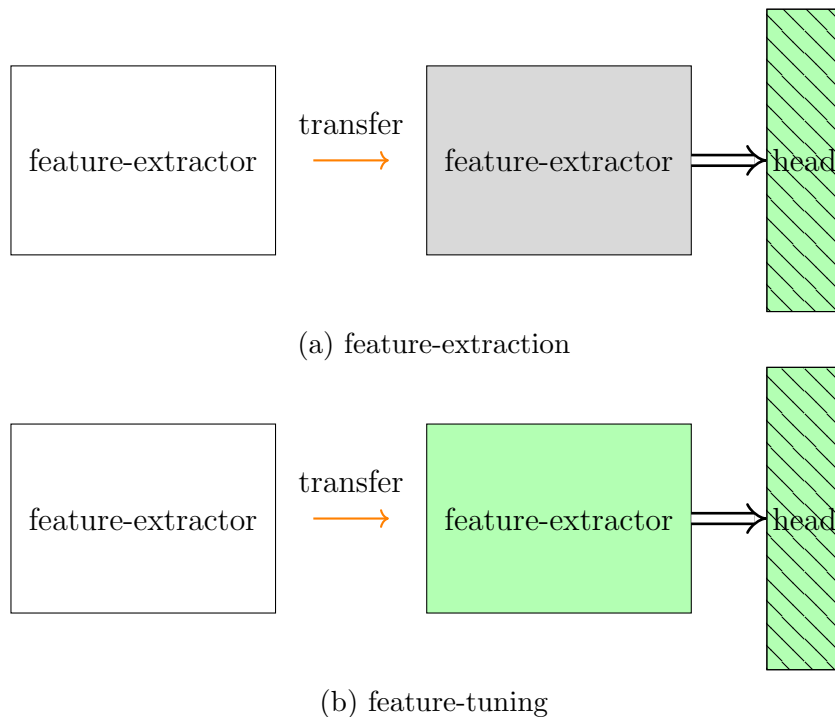 transfer
feature-extractor feature-extractor head
(a) feature-extraction
transfer
feature-extractor feature-extractor head
(b) feature-tuning